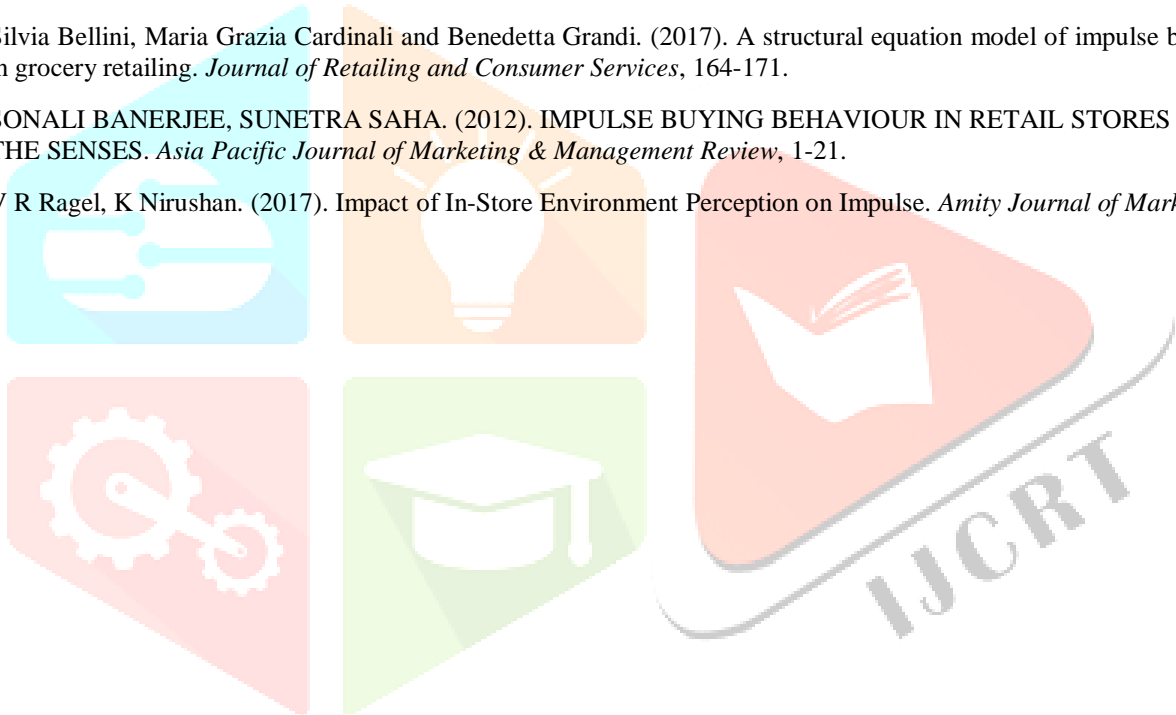 Silvia Bellini, Maria Grazia Cardinali and Benedetta Grandi. (2017). A structural equation model of impulse b
n grocery retailing. Journal of Retailing and Consumer Services, 164-171.
SONALI BANERJEE, SUNETRA SAHA. (2012). IMPULSE BUYING BEHAVIOUR IN RETAIL STORES
THE SENSES. Asia Pacific Journal of Marketing & Management Review, 1-21.
V R Ragel, K Nirushan. (2017). Impact of In-Store Environment Perception on Impulse. Amity Journal of Mark
IJCRT